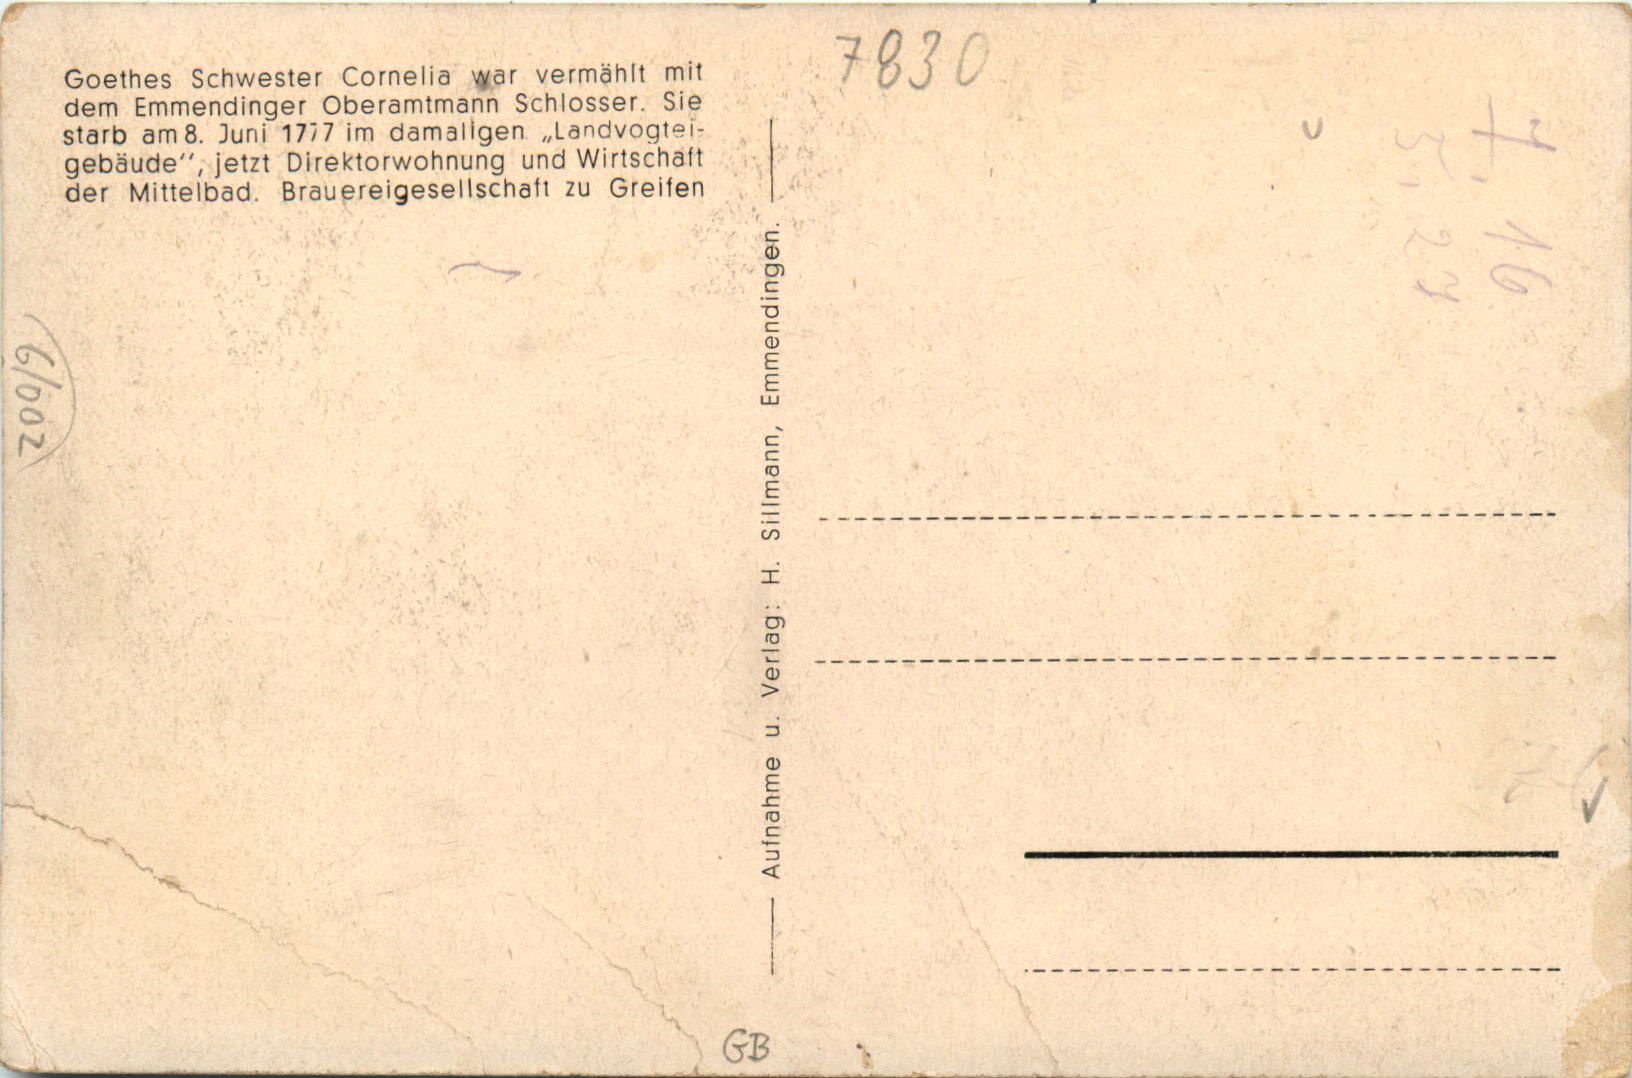 Goethes Schwester Cornelia war vermählt mit
dem Emmendinger Oberamtmann Schlosser. Sie
starb am 8. Juni 1777 im damaligen „Landvogtei-
gebäude“, jetzt Direktorwohnung und Wirtschaft
der Mittelbad. Brauereigesellschaft zu Greifen
7830
Aufnahme u. Verlag: H. Sillmann, Emmendingen.
GB